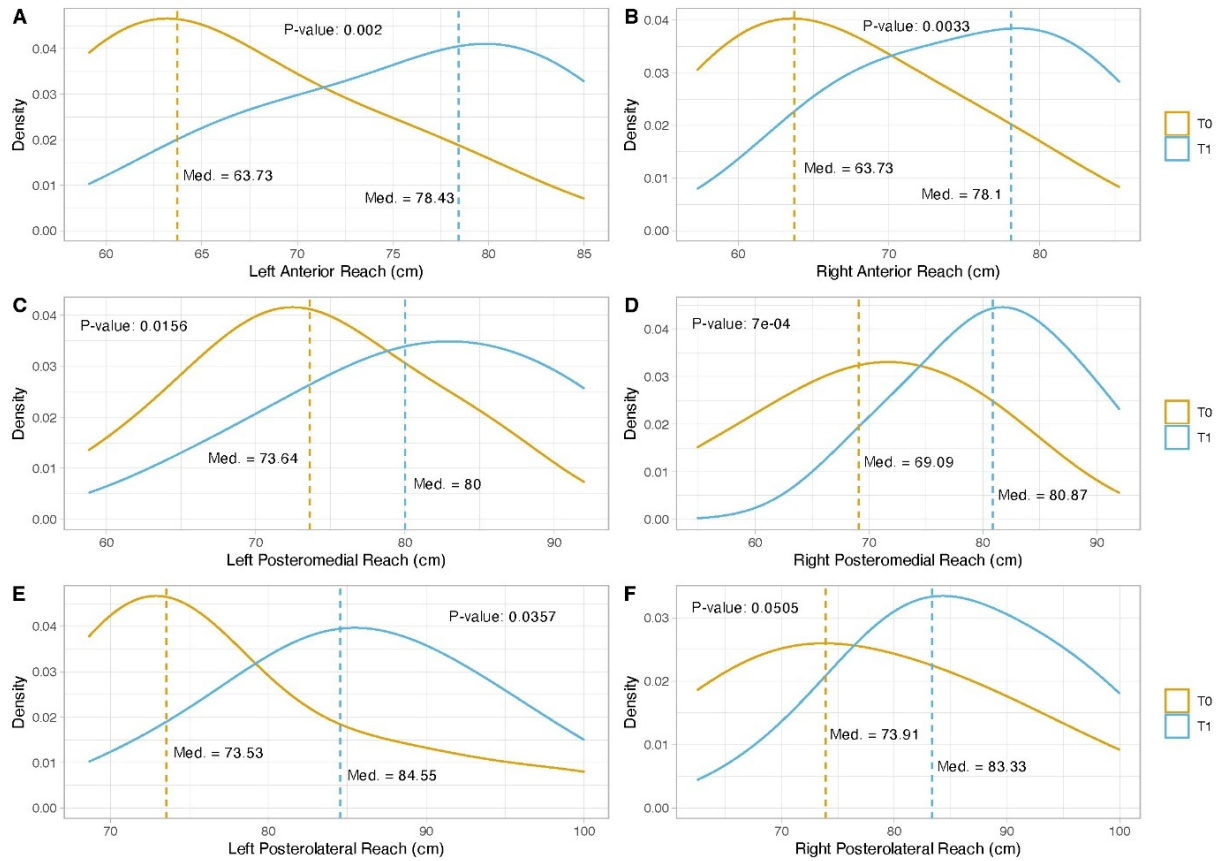 A
P-value: 0.002
Density
0.04
0.03
0.02
0.01
0.00
Med. = 63.73
Med. = 78.43
60 65 70 75 80 85
Left Anterior Reach (cm)
B
P-value: 0.0033
Density
0.04
0.03
0.02
0.01
0.00
Med. = 63.73
Med. = 78.1
60 70 80
Right Anterior Reach (cm)
T0
T1
C
P-value: 0.0156
Density
0.04
0.03
0.02
0.01
0.00
Med. = 73.64
Med. = 80
60 70 80 90
Left Posteromedial Reach (cm)
D
P-value: 7e-04
Density
0.04
0.03
0.02
0.01
0.00
Med. = 69.09
Med. = 80.87
60 70 80 90
Right Posteromedial Reach (cm)
T0
T1
E
P-value: 0.0357
Density
0.04
0.03
0.02
0.01
0.00
Med. = 73.53
Med. = 84.55
70 80 90 100
Left Posterolateral Reach (cm)
F
P-value: 0.0505
Density
0.03
0.02
0.01
0.00
Med. = 73.91
Med. = 83.33
70 80 90 100
Right Posterolateral Reach (cm)
T0
T1